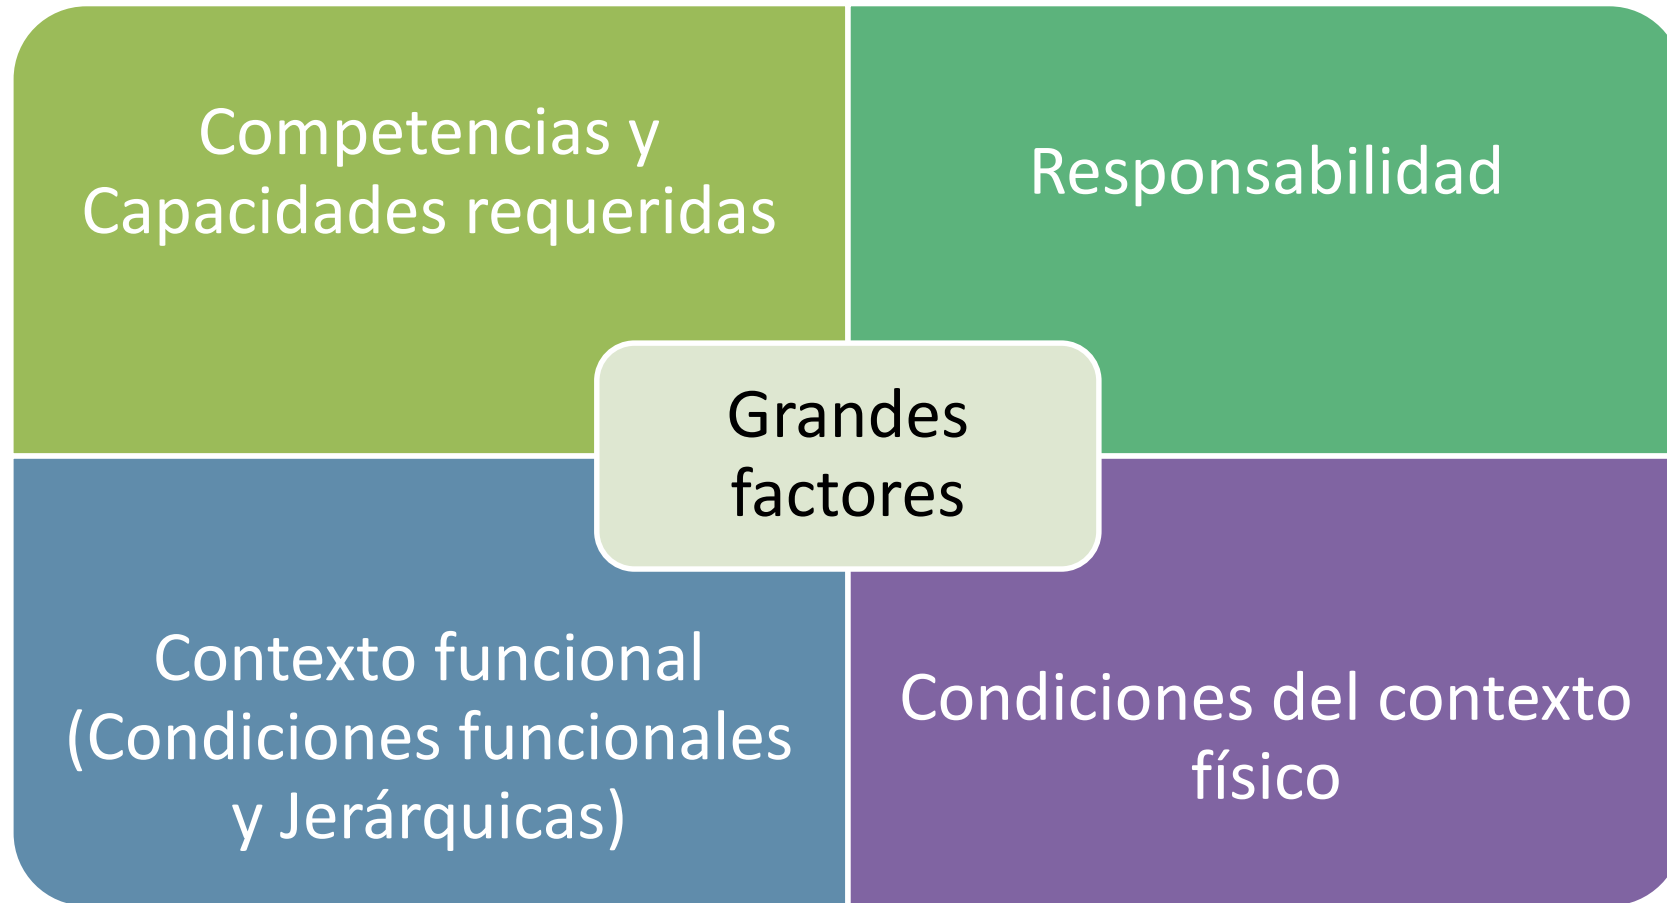 Competencias y
Capacidades requeridas
Responsabilidad
Grandes
factores
Contexto funcional
(Condiciones funcionales
y Jerárquicas)
Condiciones del contexto
físico